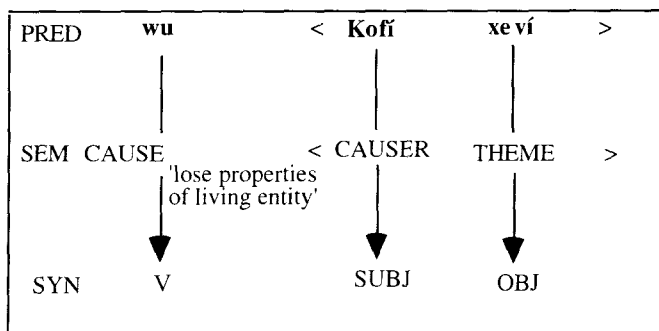 PRED wu < Kofí xe ví >
SEM CAUSE < CAUSER THEME >
'lose properties
of living entity'
SYN V SUBJ OBJ